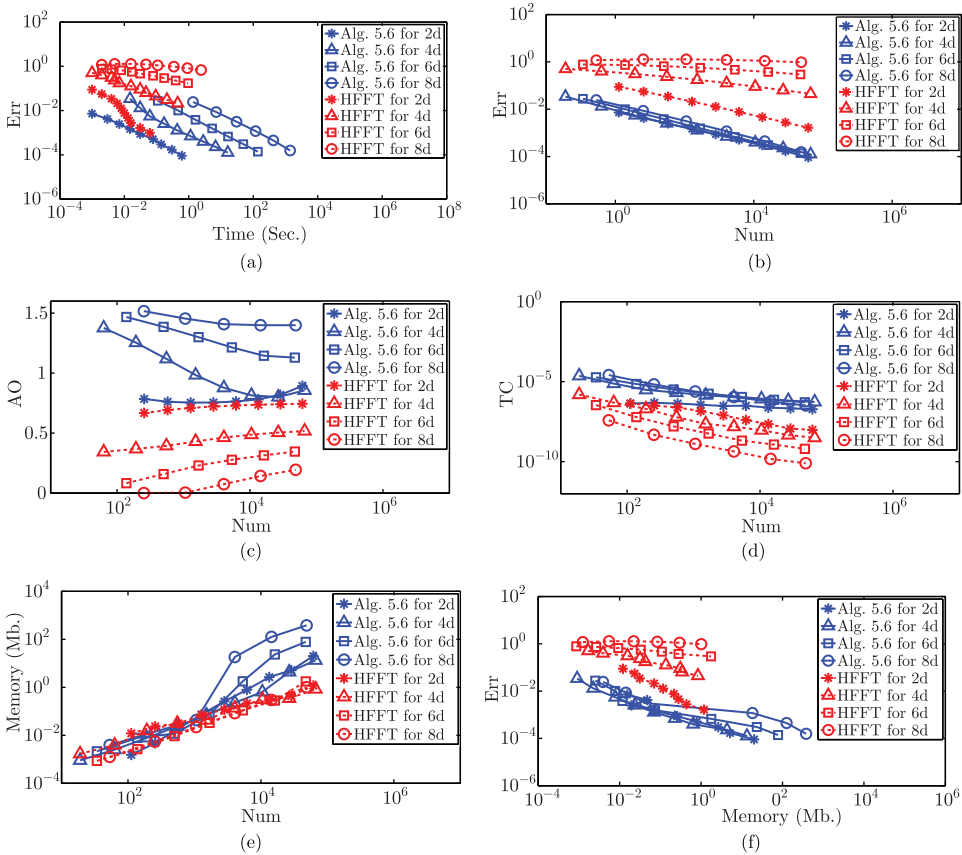 10^2
10^0
10^-2
10^-4
10^-6
Err
10^-4
10^-2
10^0
10^2
10^4
10^6
10^8
Time (Sec.)
Alg. 5.6 for 2d
Alg. 5.6 for 4d
Alg. 5.6 for 6d
Alg. 5.6 for 8d
HFFT for 2d
HFFT for 4d
HFFT for 6d
HFFT for 8d
(a)
10^2
10^0
10^-2
10^-4
10^-6
Err
10^0
10^4
10^6
Num
Alg. 5.6 for 2d
Alg. 5.6 for 4d
Alg. 5.6 for 6d
Alg. 5.6 for 8d
HFFT for 2d
HFFT for 4d
HFFT for 6d
HFFT for 8d
(b)
1.5
1
0.5
0
AO
10^2
10^4
10^6
Num
Alg. 5.6 for 2d
Alg. 5.6 for 4d
Alg. 5.6 for 6d
Alg. 5.6 for 8d
HFFT for 2d
HFFT for 4d
HFFT for 6d
HFFT for 8d
(c)
10^0
10^-5
10^-10
TC
10^2
10^4
10^6
Num
Alg. 5.6 for 2d
Alg. 5.6 for 4d
Alg. 5.6 for 6d
Alg. 5.6 for 8d
HFFT for 2d
HFFT for 4d
HFFT for 6d
HFFT for 8d
(d)
10^4
10^2
10^0
10^-2
10^-4
Memory (Mb.)
10^2
10^4
10^6
Num
Alg. 5.6 for 2d
Alg. 5.6 for 4d
Alg. 5.6 for 6d
Alg. 5.6 for 8d
HFFT for 2d
HFFT for 4d
HFFT for 6d
HFFT for 8d
(e)
10^2
10^0
10^-2
10^-4
10^-6
Err
10^-4
10^-2
10^0
0^2
10^4
10^6
Memory (Mb.)
Alg. 5.6 for 2d
Alg. 5.6 for 4d
Alg. 5.6 for 6d
Alg. 5.6 for 8d
HFFT for 2d
HFFT for 4d
HFFT for 6d
HFFT for 8d
(f)